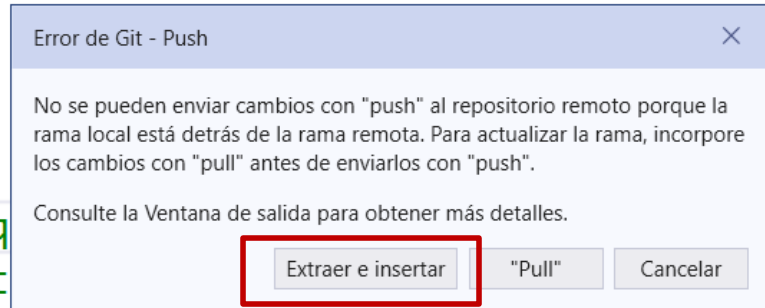 Error de Git - Push
No se pueden enviar cambios con "push" al repositorio remoto porque la
rama local está detrás de la rama remota. Para actualizar la rama, incorpore
los cambios con "pull" antes de enviarlos con "push".
Consulte la Ventana de salida para obtener más detalles.
Extraer e insertar "Pull" Cancelar